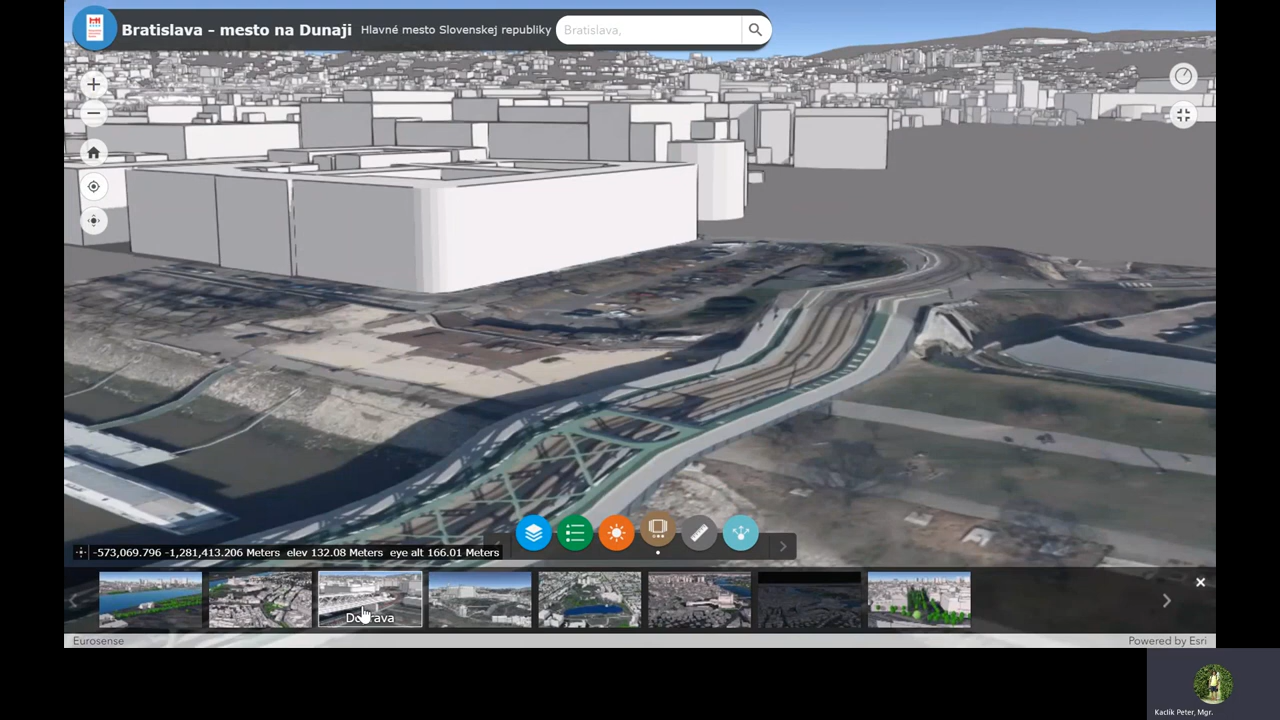 Bratislava - mesto na Dunaji Hlavné mesto Slovenskej republiky Bratislava,
-573,069.796 -1,281,413.206 Meters elev 132.08 Meters eye alt 166.01 Meters
Eurosense Powered by Esri
Kaclík Peter, Mgr.